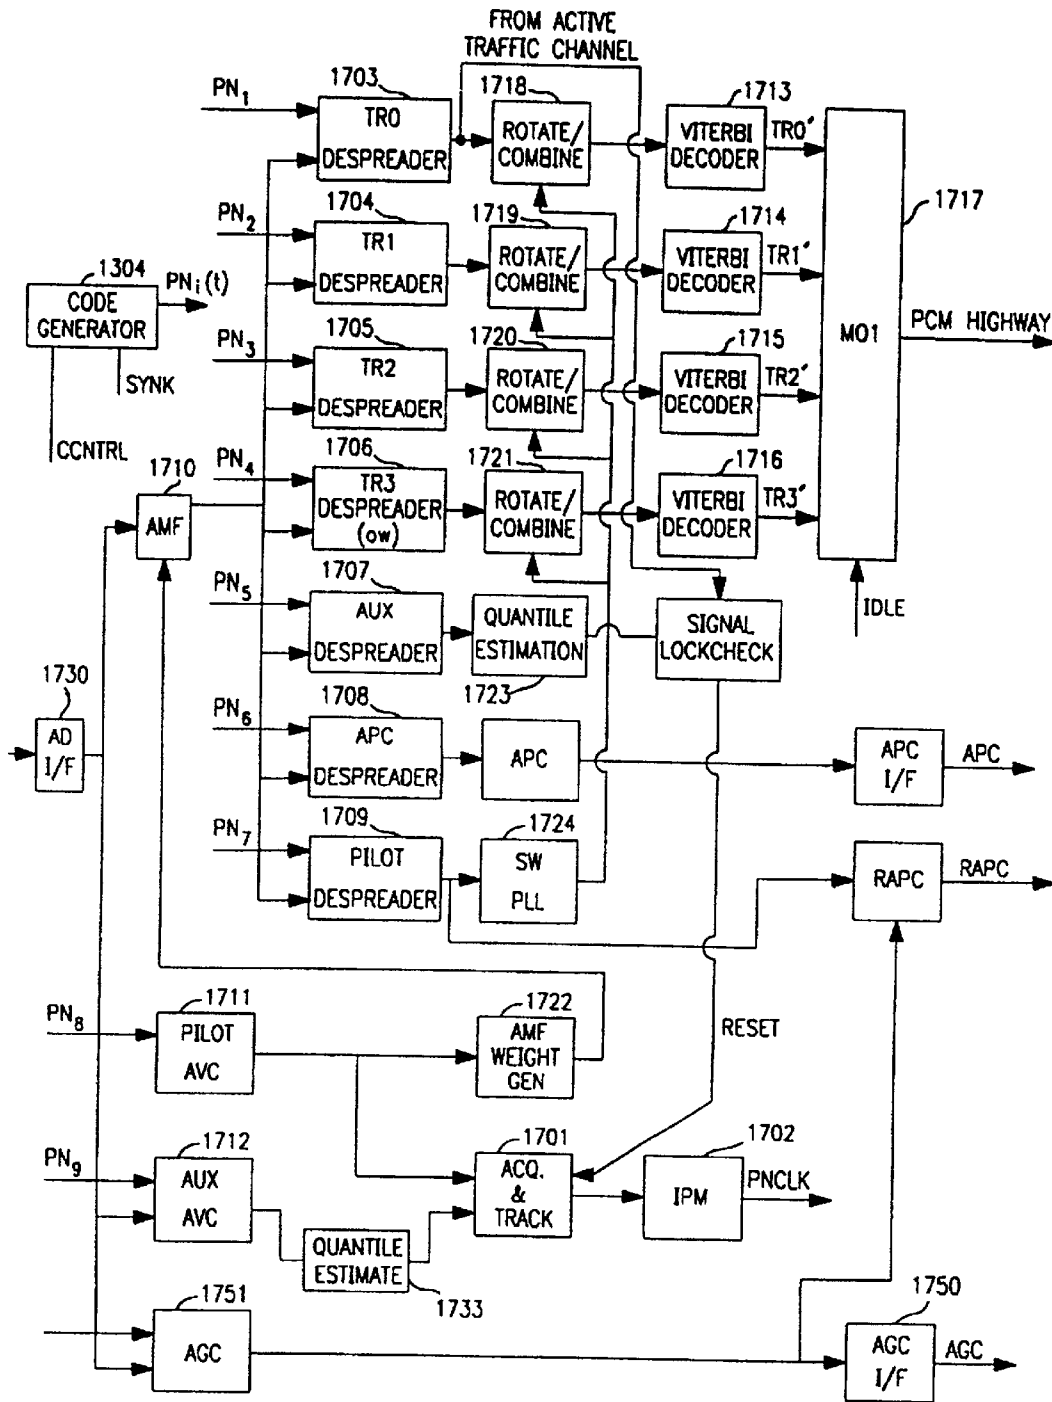 FROM ACTIVE
TRAFFIC CHANNEL
PN1
1703
TR0
DESPREADER
1718
ROTATE/
COMBINE
1713
VITERBI
DECODER
TR0'
1717
M01
PCM HIGHWAY
IDLE
PN2
1704
TR1
DESPREADER
1719
ROTATE/
COMBINE
1714
VITERBI
DECODER
TR1'
1304
CODE
GENERATOR
PNi(t)
SYNK
CCNTRL
PN3
1705
TR2
DESPREADER
1720
ROTATE/
COMBINE
1715
VITERBI
DECODER
TR2'
1710
AMF
PN4
1706
TR3
DESPREADER
(OW)
1721
ROTATE/
COMBINE
1716
VITERBI
DECODER
TR3'
PN5
1707
AUX
DESPREADER
QUANTILE
ESTIMATION
1723
SIGNAL
LOCKCHECK
1730
AD
I/F
PN6
1708
APC
DESPREADER
APC
APC
I/F
APC
PN7
1709
PILOT
DESPREADER
1724
SW
PLL
RAPC
RAPC
PN8
1711
PILOT
AVC
1722
AMF
WEIGHT
GEN
RESET
PN9
1712
AUX
AVC
QUANTILE
ESTIMATE
1733
1701
ACQ.
&
TRACK
1702
IPM
PNCLK
1751
AGC
1750
AGC
I/F
AGC